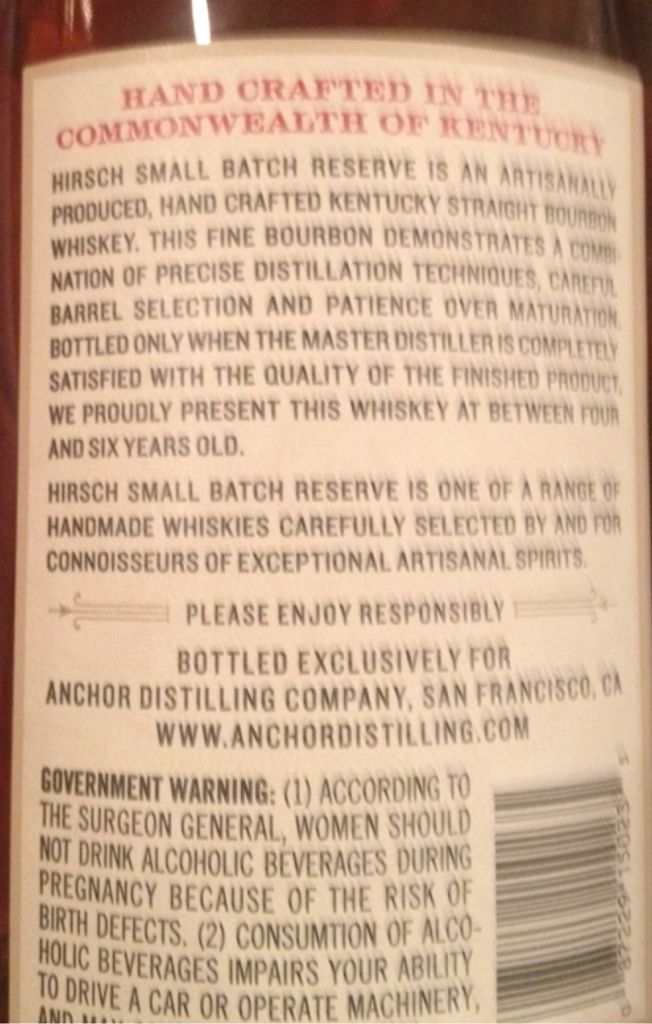 HAND CRAFTED IN THE
COMMONWEALTH OF KENTUCKY
HIRSCH SMALL BATCH RESERVE IS AN ARTISANALLY
PRODUCED, HAND CRAFTED KENTUCKY STRAIGHT BOURBON
WHISKEY. THIS FINE BOURBON DEMONSTRATES A COMBI-
NATION OF PRECISE DISTILLATION TECHNIQUES, CAREFUL
BARREL SELECTION AND PATIENCE OVER MATURATION.
BOTTLED ONLY WHEN THE MASTER DISTILLER IS COMPLETELY
SATISFIED WITH THE QUALITY OF THE FINISHED PRODUCT,
WE PROUDLY PRESENT THIS WHISKEY AT BETWEEN FOUR
AND SIX YEARS OLD.
HIRSCH SMALL BATCH RESERVE IS ONE OF A RANGE OF
HANDMADE WHISKIES CAREFULLY SELECTED BY AND FOR
CONNOISSEURS OF EXCEPTIONAL ARTISANAL SPIRITS.
PLEASE ENJOY RESPONSIBLY
BOTTLED EXCLUSIVELY FOR
ANCHOR DISTILLING COMPANY, SAN FRANCISCO, CA
WWW.ANCHORDISTILLING.COM
GOVERNMENT WARNING: (1) ACCORDING TO
THE SURGEON GENERAL, WOMEN SHOULD
NOT DRINK ALCOHOLIC BEVERAGES DURING
PREGNANCY BECAUSE OF THE RISK OF
BIRTH DEFECTS. (2) CONSUMTION OF ALCO-
HOLIC BEVERAGES IMPAIRS YOUR ABILITY
TO DRIVE A CAR OR OPERATE MACHINERY,
AND MAY
0 87229 15023 5